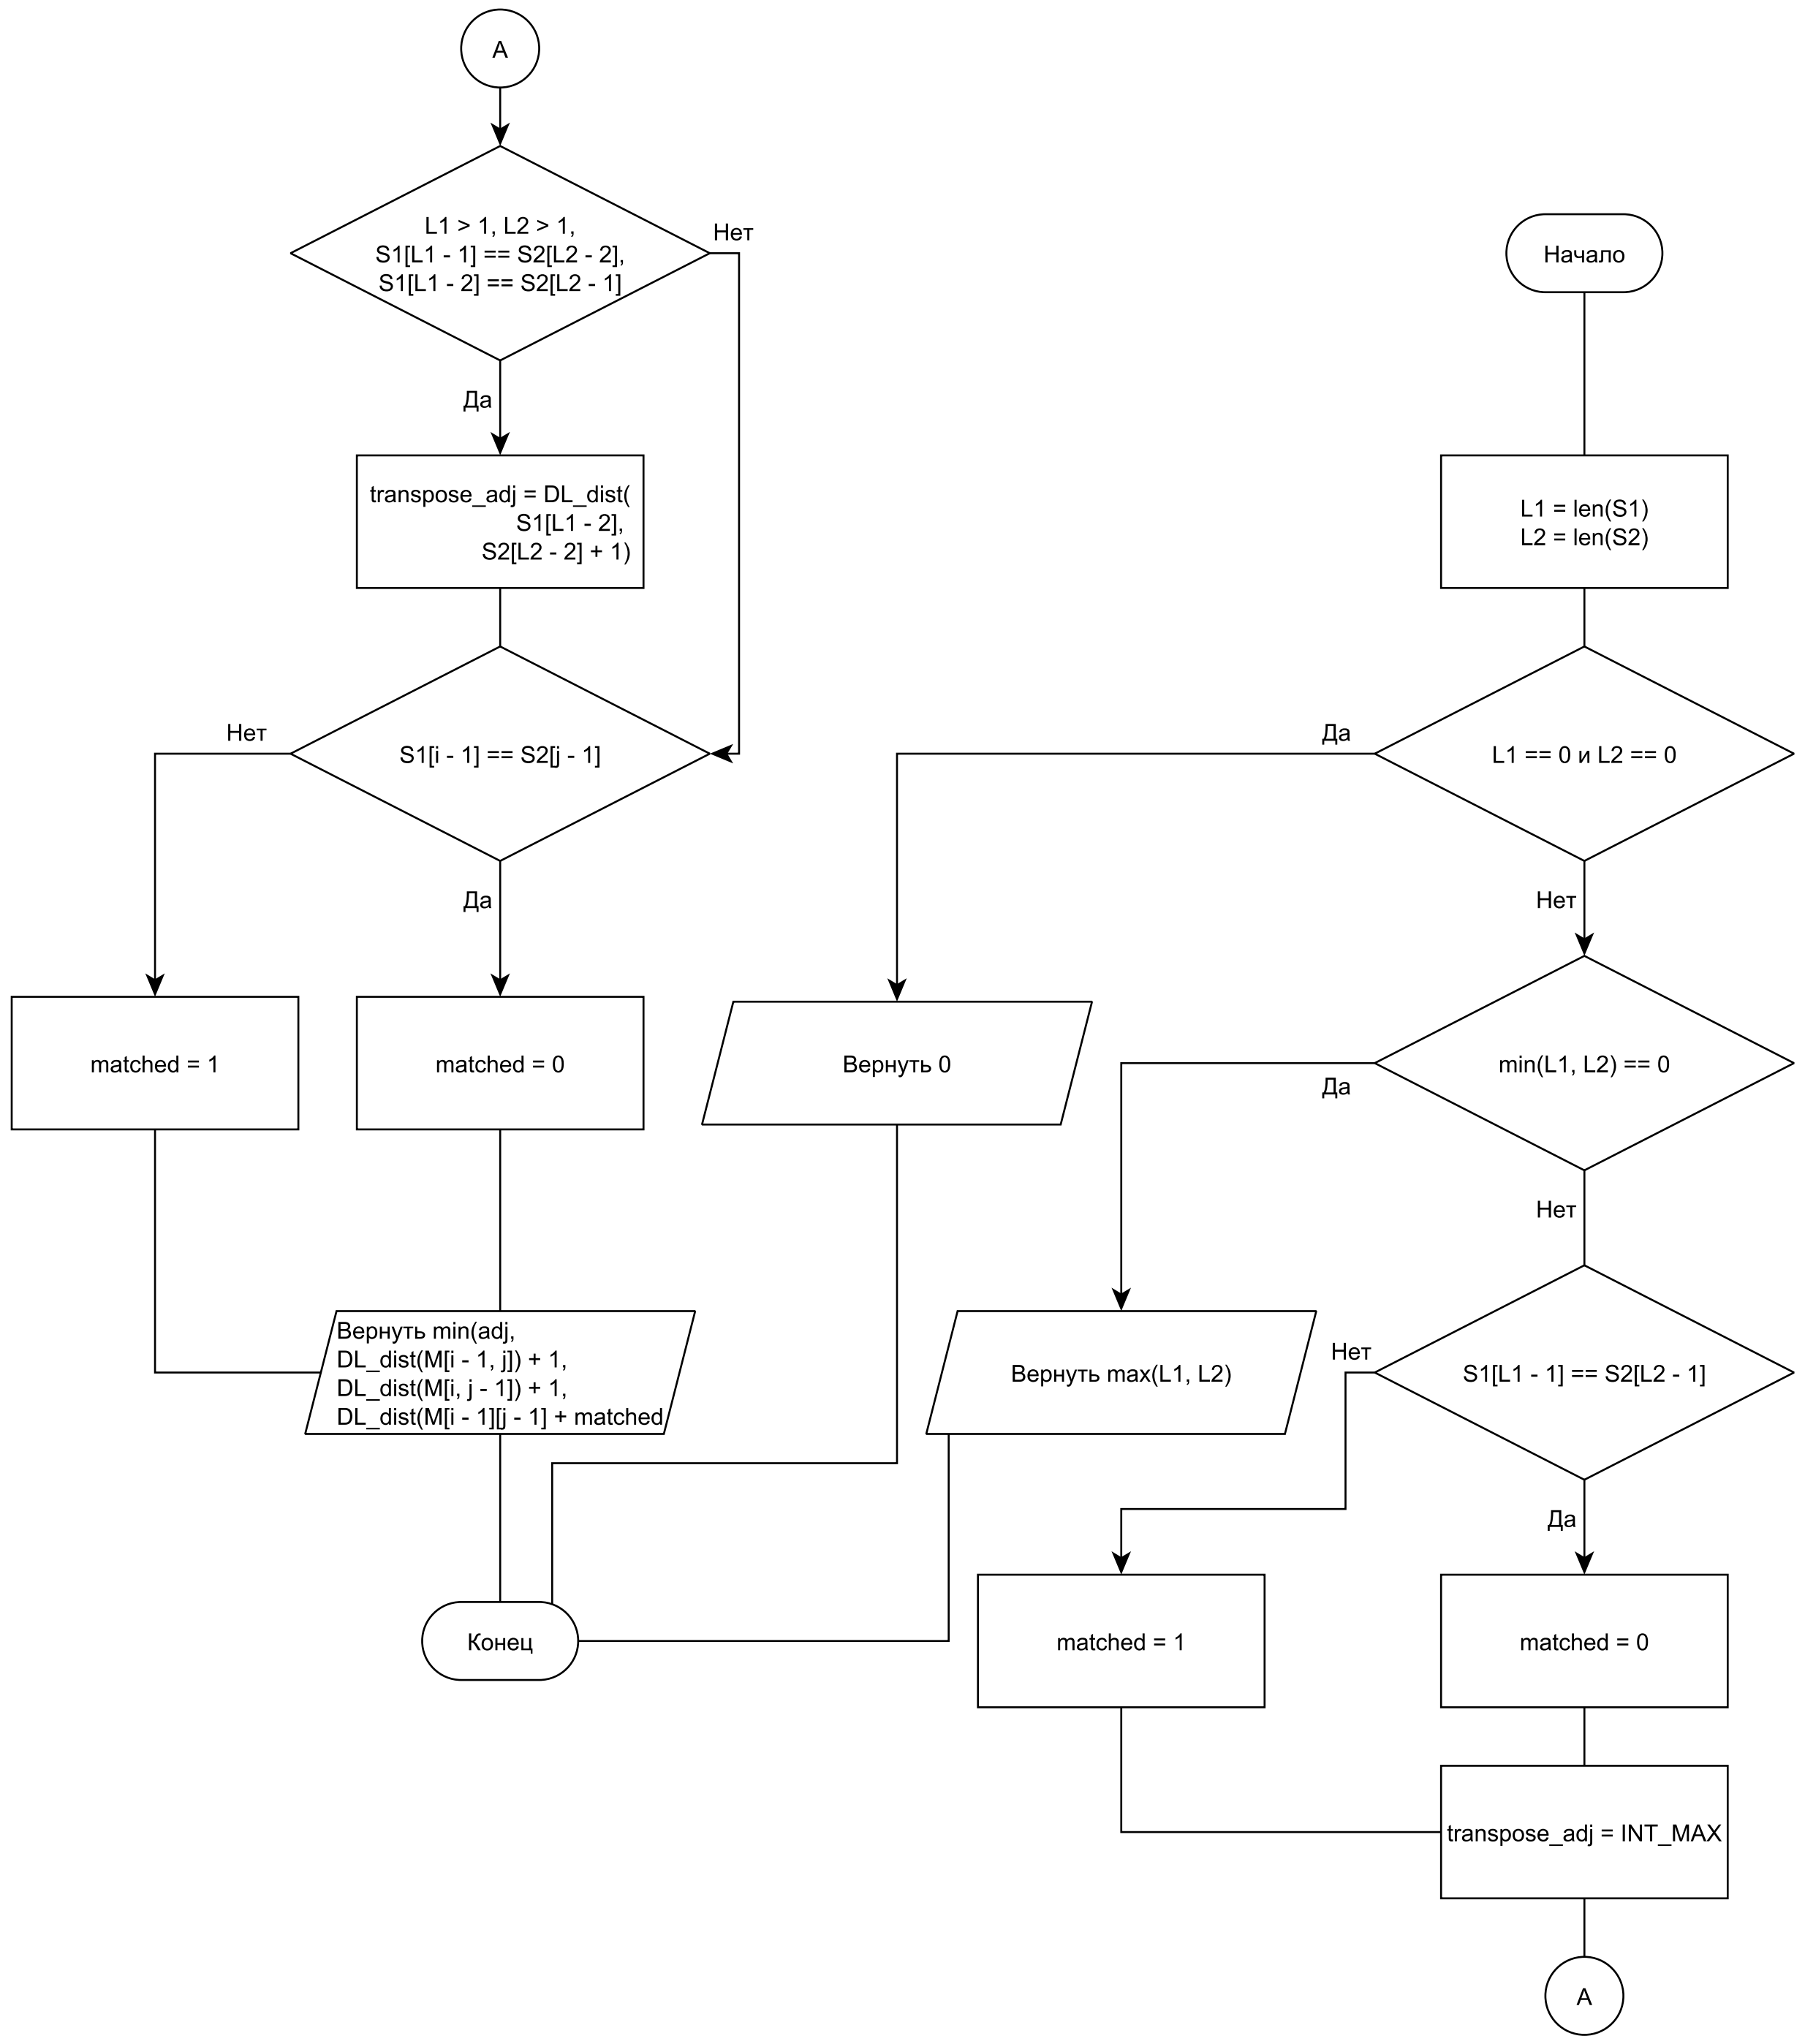 A
L1 > 1, L2 > 1,
S1[L1 - 1] == S2[L2 - 2],
S1[L1 - 2] == S2[L2 - 1]
Нет
Да
transpose_adj = DL_dist(
S1[L1 - 2],
S2[L2 - 2] + 1)
S1[i - 1] == S2[j - 1]
Нет
Да
matched = 1
matched = 0
Вернуть min(adj,
DL_dist(M[i - 1, j]) + 1,
DL_dist(M[i, j - 1]) + 1,
DL_dist(M[i - 1][j - 1] + matched
Конец
Начало
L1 = len(S1)
L2 = len(S2)
L1 == 0 и L2 == 0
Да
Нет
Вернуть 0
min(L1, L2) == 0
Да
Нет
Вернуть max(L1, L2)
S1[L1 - 1] == S2[L2 - 1]
Нет
Да
matched = 1
matched = 0
transpose_adj = INT_MAX
A